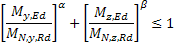 [M_y,Ed / M_N,y,Rd]^α + [M_z,Ed / M_N,z,Rd]^β ≤ 1